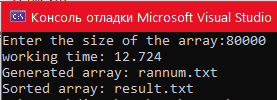 Консоль отладки Microsoft Visual Studio
Enter the size of the array:80000
working time: 12.724
Generated array: rannum.txt
Sorted array: result.txt